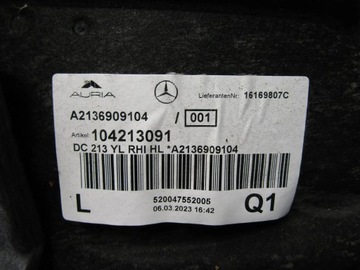 AURIA
LieferantenNr: 16169807C
A2136909104 / 001
Artikel: 104213091
DC 213 YL RHI HL *A2136909104
L 520047552005 Q1
06.03.2023 16:42